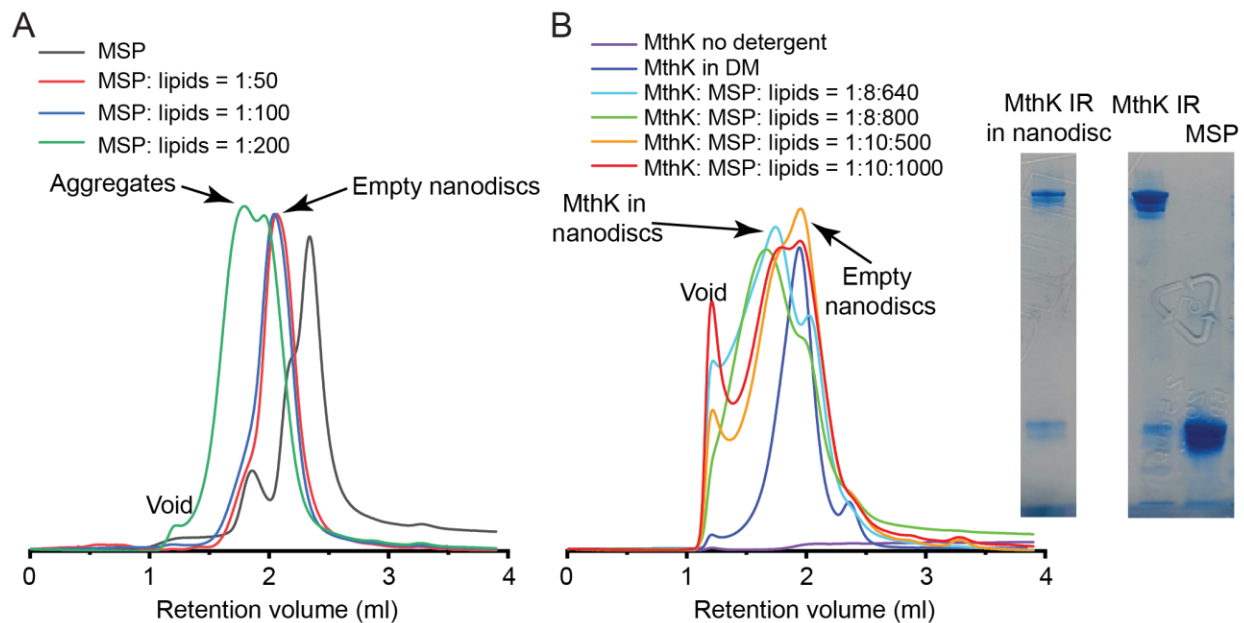 A
MSP
MSP: lipids = 1:50
MSP: lipids = 1:100
MSP: lipids = 1:200
Aggregates
Empty nanodiscs
Void
0
1
2
3
4
Retention volume (ml)
B
MthK no detergent
MthK in DM
MthK: MSP: lipids = 1:8:640
MthK: MSP: lipids = 1:8:800
MthK: MSP: lipids = 1:10:500
MthK: MSP: lipids = 1:10:1000
MthK in
nanodiscs
Void
Empty
nanodiscs
0
1
2
3
4
Retention volume (ml)
MthK IR
in nanodisc
MthK IR
MSP